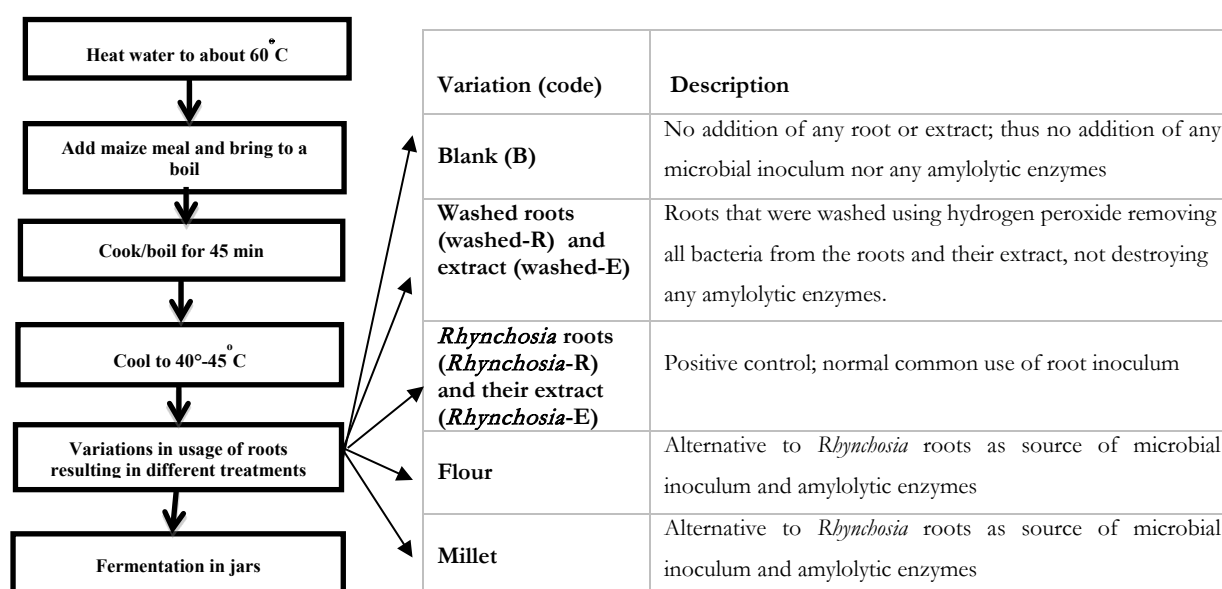 Heat water to about 60°C
Add maize meal and bring to a
boil
Cook/boil for 45 min
Cool to 40°-45°C
Variations in usage of roots
resulting in different treatments
Fermentation in jars
Variation (code) Description
Blank (B)
No addition of any root or extract; thus no addition of any
microbial inoculum nor any amylolytic enzymes
Washed roots
(washed-R) and
extract (washed-E)
Roots that were washed using hydrogen peroxide removing
all bacteria from the roots and their extract, not destroying
any amylolytic enzymes.
Rhynchosia roots
(Rhynchosia-R)
and their extract
(Rhynchosia-E)
Positive control; normal common use of root inoculum
Flour
Alternative to Rhynchosia roots as source of microbial
inoculum and amylolytic enzymes
Millet
Alternative to Rhynchosia roots as source of microbial
inoculum and amylolytic enzymes